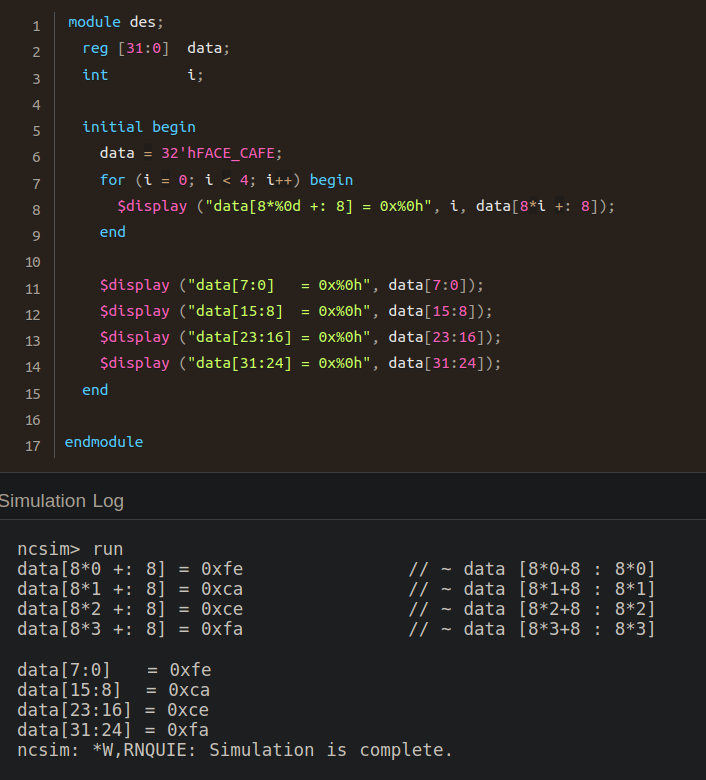 1 module des;
2 reg [31:0] data;
3 int i;
4
5 initial begin
6 data = 32'hFACE_CAFE;
7 for (i = 0; i < 4; i++) begin
8 $display ("data[8*%0d +: 8] = 0x%0h", i, data[8*i +: 8]);
9 end
10
11 $display ("data[7:0]   = 0x%0h", data[7:0]);
12 $display ("data[15:8]  = 0x%0h", data[15:8]);
13 $display ("data[23:16] = 0x%0h", data[23:16]);
14 $display ("data[31:24] = 0x%0h", data[31:24]);
15 end
16
17 endmodule
Simulation Log
ncsim> run
data[8*0 +: 8] = 0xfe // ~ data [8*0+8 : 8*0]
data[8*1 +: 8] = 0xca // ~ data [8*1+8 : 8*1]
data[8*2 +: 8] = 0xce // ~ data [8*2+8 : 8*2]
data[8*3 +: 8] = 0xfa // ~ data [8*3+8 : 8*3]
data[7:0]   = 0xfe
data[15:8]  = 0xca
data[23:16] = 0xce
data[31:24] = 0xfa
ncsim: *W,RNQUIE: Simulation is complete.